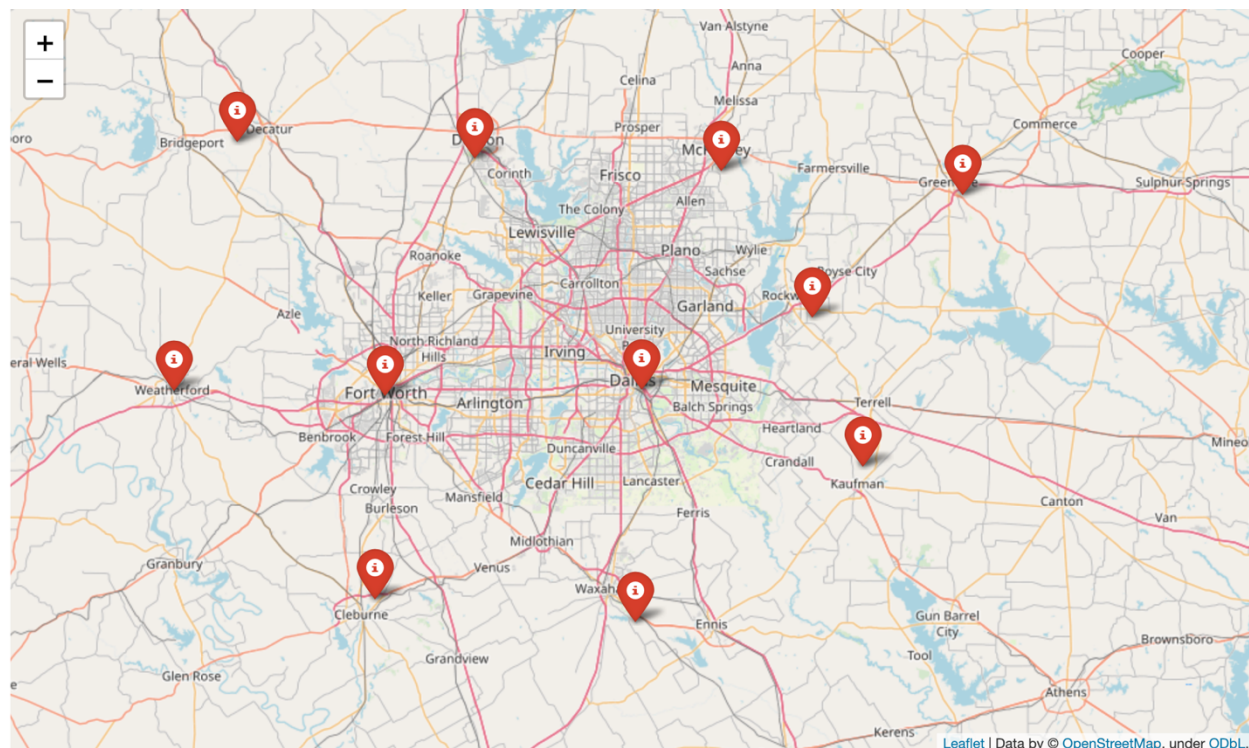 +
−
Van Alstyne
Cooper
Celina
Anna
Melissa
Commerce
Prosper
Decatur
oro
Bridgeport
Farmersville
Corinth
Frisco
Sulphur Springs
Allen
The Colony
Lewisville
Plano
Wylie
Roanoke
Sachse
Royse City
Carrollton
Keller
Grapevine
Garland
Azle
University
North Richland
Hills
Irving
eral Wells
Dallas
Mesquite
Weatherford
Fort Worth
Arlington
Balch Springs
Terrell
Heartland
Benbrook
Forest Hill
Mineo
Duncanville
Crandall
Cedar Hill
Lancaster
Kaufman
Crowley
Mansfield
Burleson
Canton
Ferris
Van
Midlothian
Granbury
Venus
Cleburne
Ennis
Gun Barrel
City
Brownsboro
Grandview
Tool
Glen Rose
e
Athens
Kerens
Leaflet | Data by © OpenStreetMap, under ODbL.